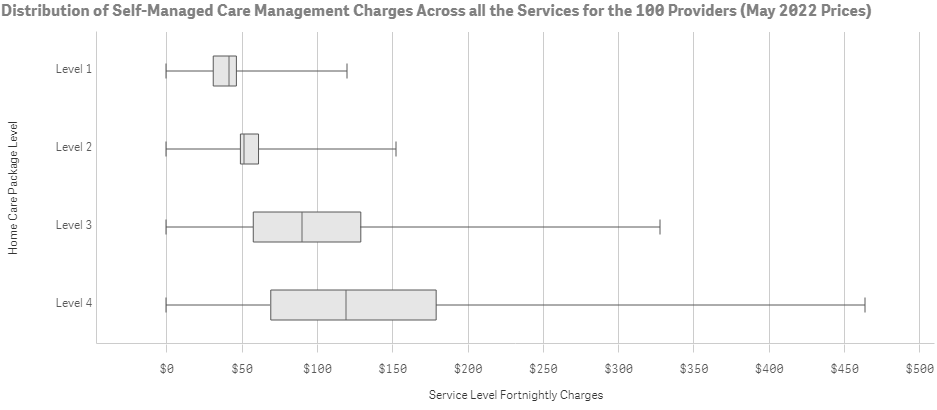 Distribution of Self-Managed Care Management Charges Across all the Services for the 100 Providers (May 2022 Prices)
Home Care Package Level
Level 1
Level 2
Level 3
Level 4
$0 $50 $100 $150 $200 $250 $300 $350 $400 $450 $500
Service Level Fortnightly Charges